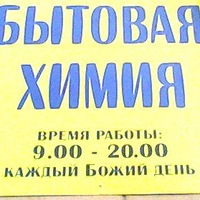 БЫТОВАЯ
ХИМИЯ
ВРЕМЯ РАБОТЫ:
9.00 - 20.00
КАЖДЫЙ БОЖИЙ ДЕНЬ